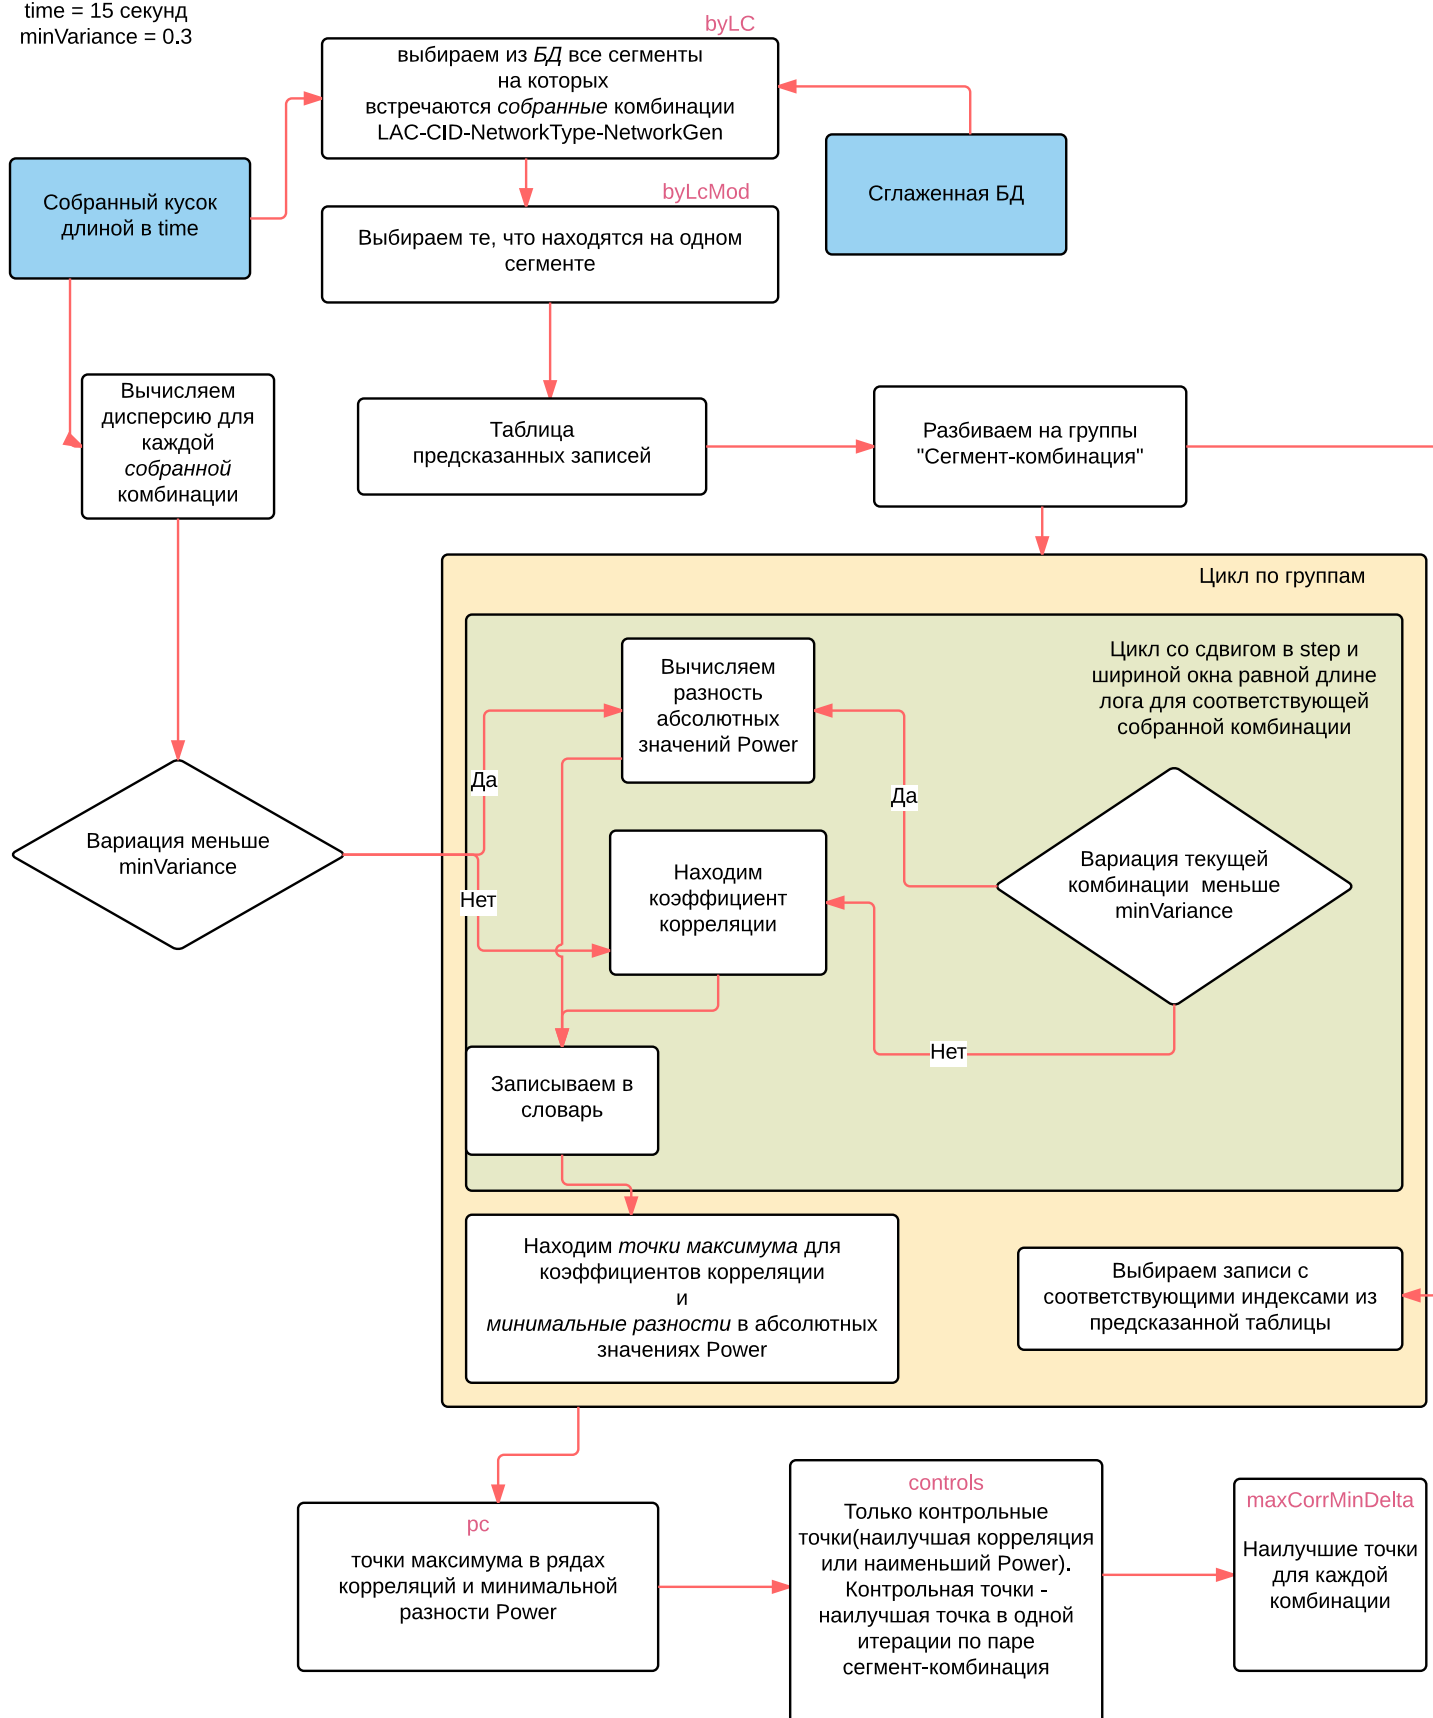 time = 15 секунд
minVariance = 0.3
byLC
выбираем из БД все сегменты
на которых
встречаются собранные комбинации
LAC-CID-NetworkType-NetworkGen
Собранный кусок
длиной в time
Сглаженная БД
byLcMod
Выбираем те, что находятся на одном
сегменте
Вычисляем
дисперсию для
каждой
собранной
комбинации
Таблица
предсказанных записей
Разбиваем на группы
"Сегмент-комбинация"
Цикл по группам
Цикл со сдвигом в step и
шириной окна равной длине
лога для соответствующей
собранной комбинации
Вычисляем
разность
абсолютных
значений Power
Да
Да
Вариация меньше
minVariance
Нет
Находим
коэффициент
корреляции
Вариация текущей
комбинации  меньше
minVariance
Нет
Записываем в
словарь
Находим точки максимума для
коэффициентов корреляции
и
минимальные разности в абсолютных
значениях Power
Выбираем записи с
соответствующими индексами из
предсказанной таблицы
pc
точки максимума в рядах
корреляций и минимальной
разности Power
controls
Только контрольные
точки(наилучшая корреляция
или наименьший Power).
Контрольная точки -
наилучшая точка в одной
итерации по паре
сегмент-комбинация
maxCorrMinDelta
Наилучшие точки
для каждой
комбинации